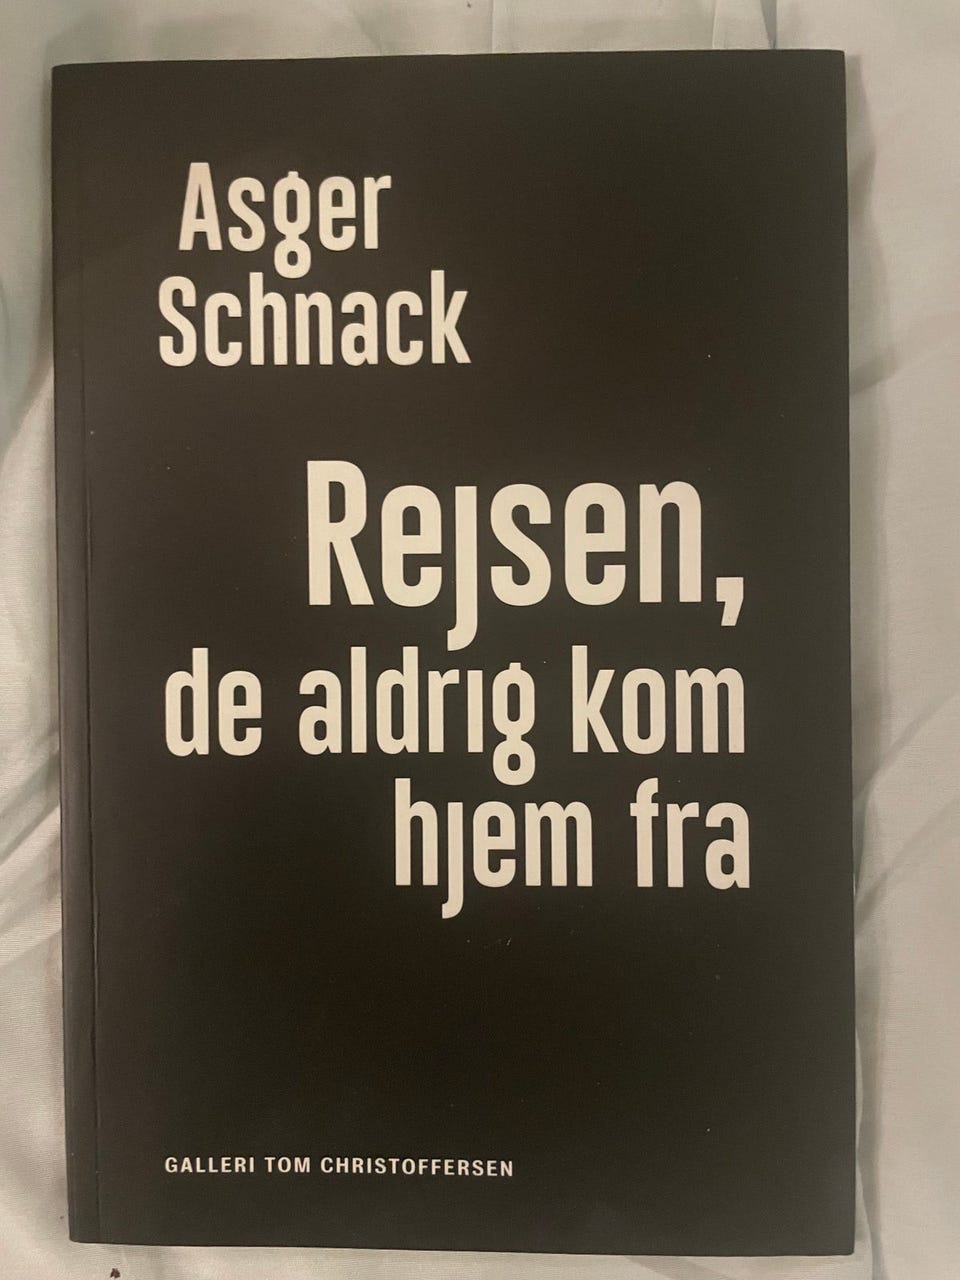 Asger
Schnack
Rejsen,
de aldrig kom
hjem fra
GALLERI TOM CHRISTOFFERSEN